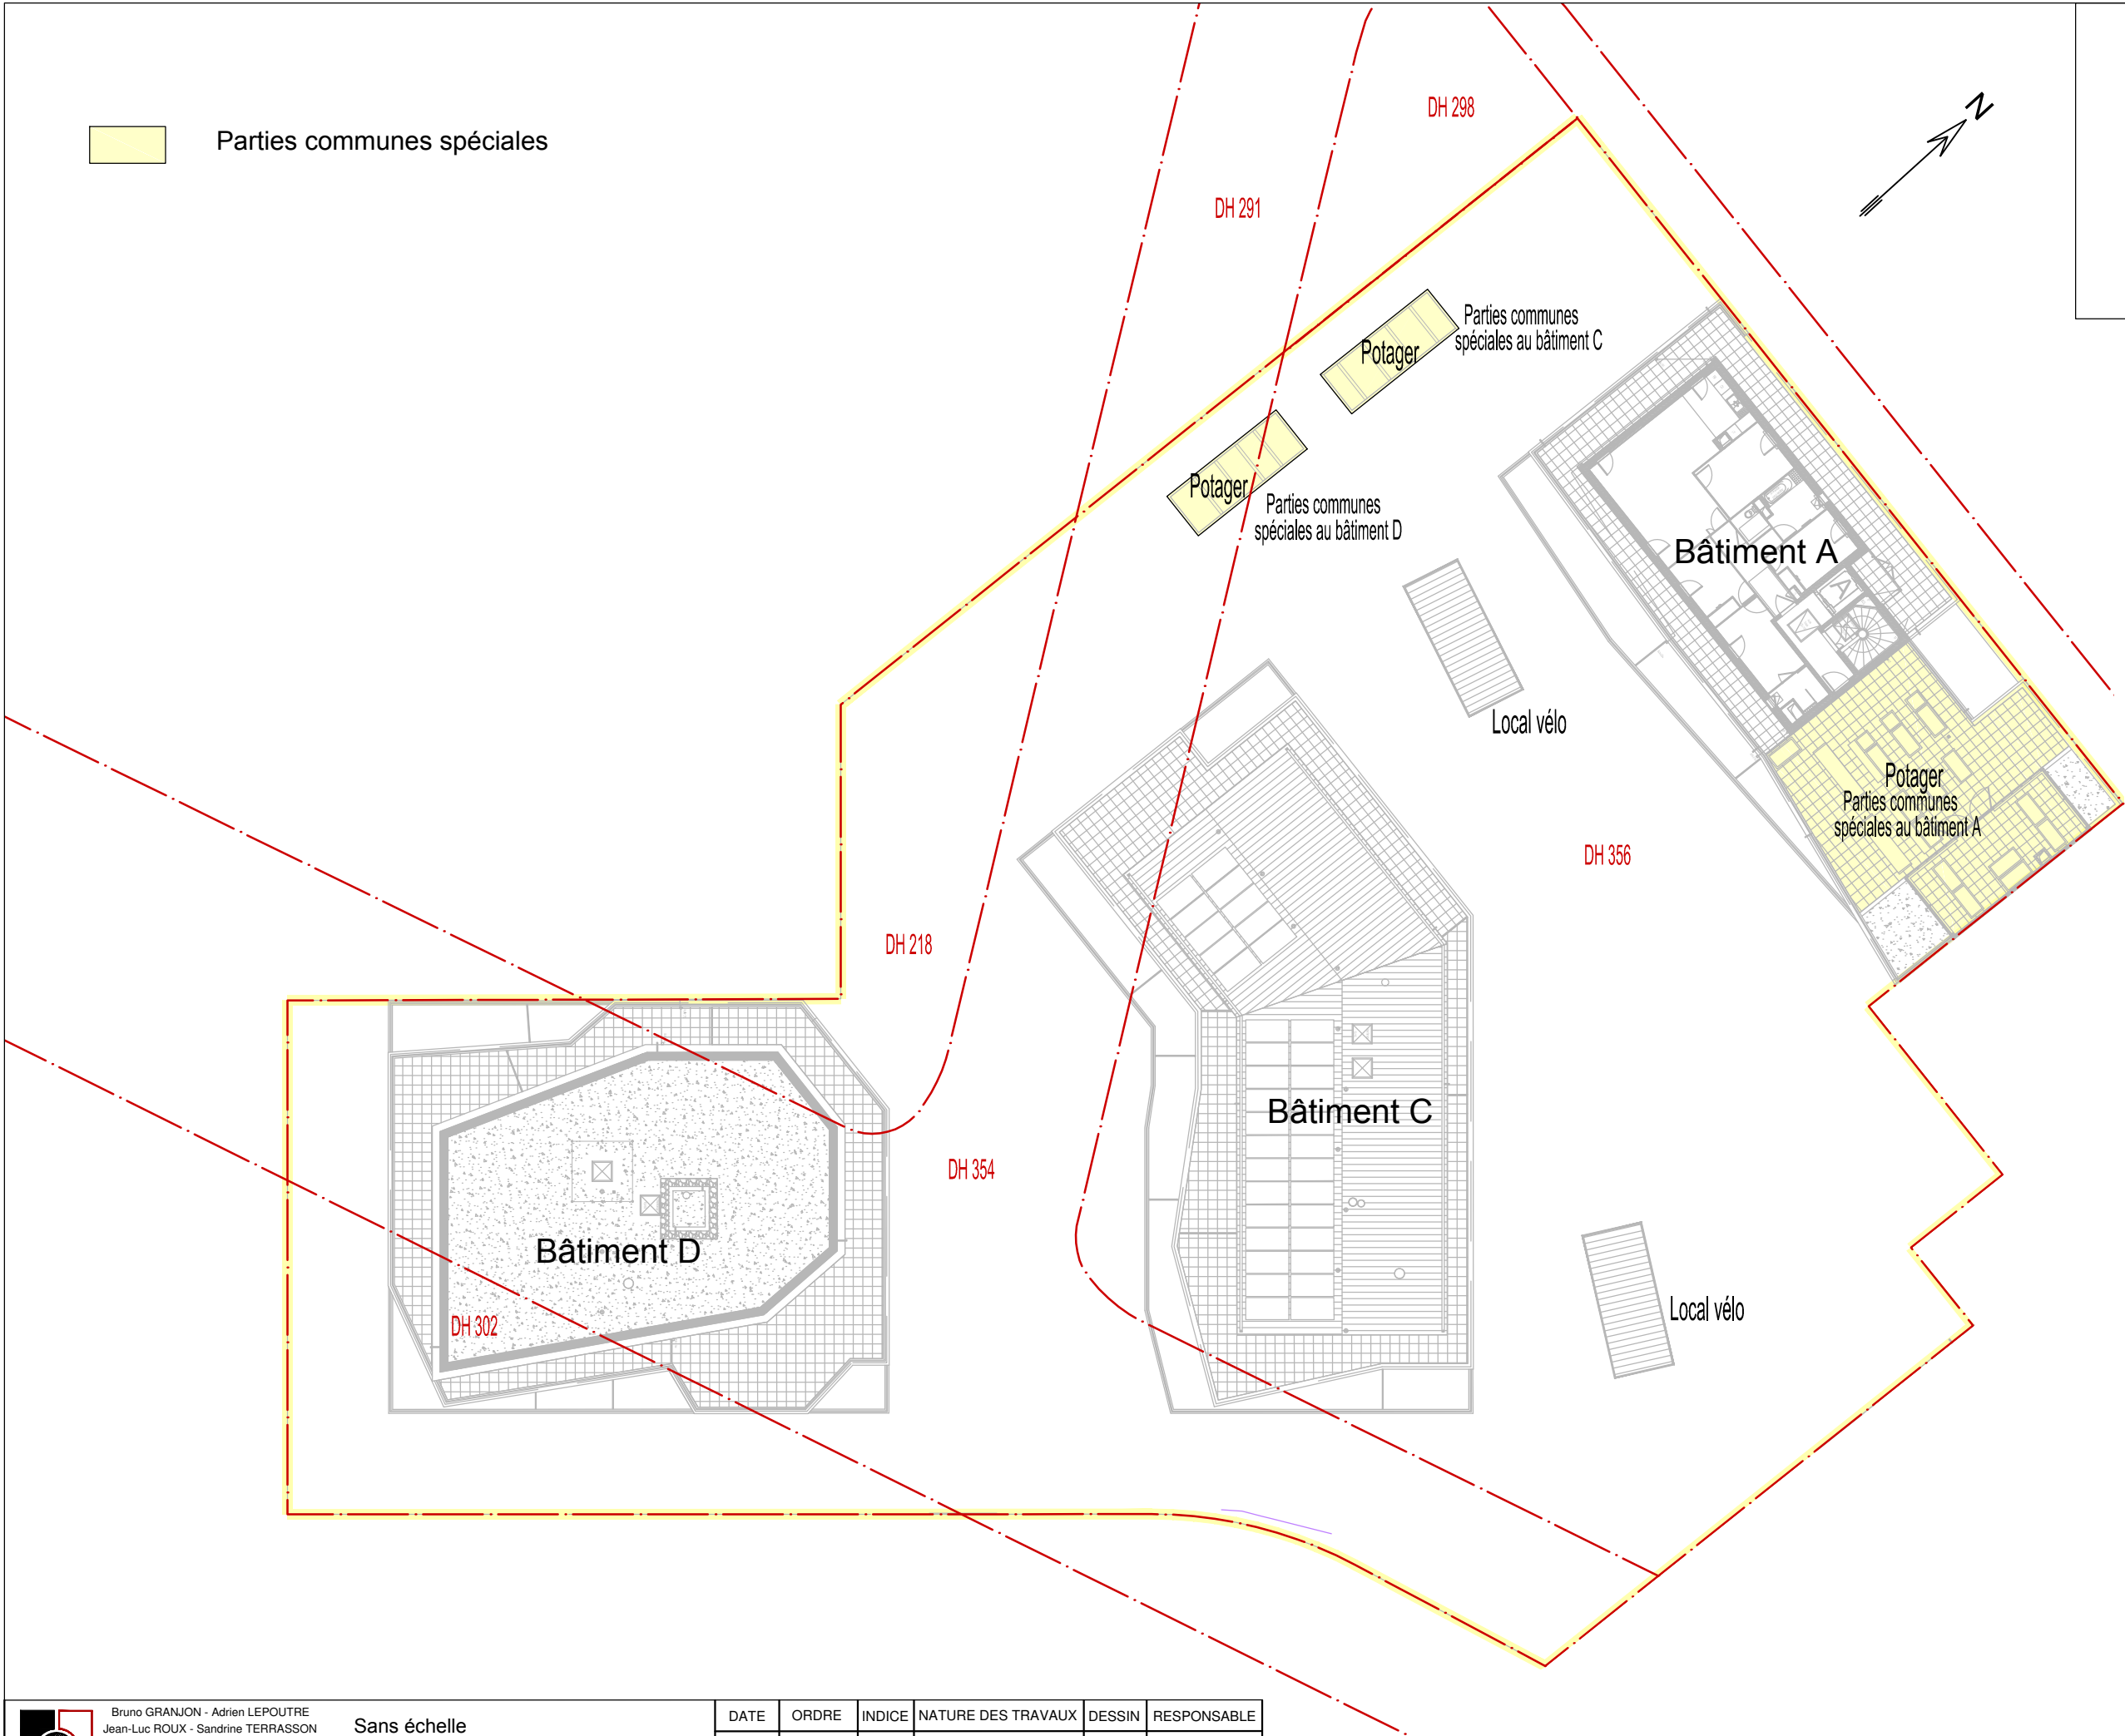 Parties communes spéciales
N
DH 298
DH 291
Parties communes
spéciales au bâtiment C
Potager
Potager
Parties communes
spéciales au bâtiment D
Bâtiment A
A
Local vélo
Potager
Parties communes
spéciales au bâtiment A
DH 356
DH 218
Bâtiment C
DH 354
Bâtiment D
DH 302
Local vélo
Bruno GRANJON - Adrien LEPOUTRE
Jean-Luc ROUX - Sandrine TERRASSON
Sans échelle
DATE ORDRE INDICE NATURE DES TRAVAUX DESSIN RESPONSABLE